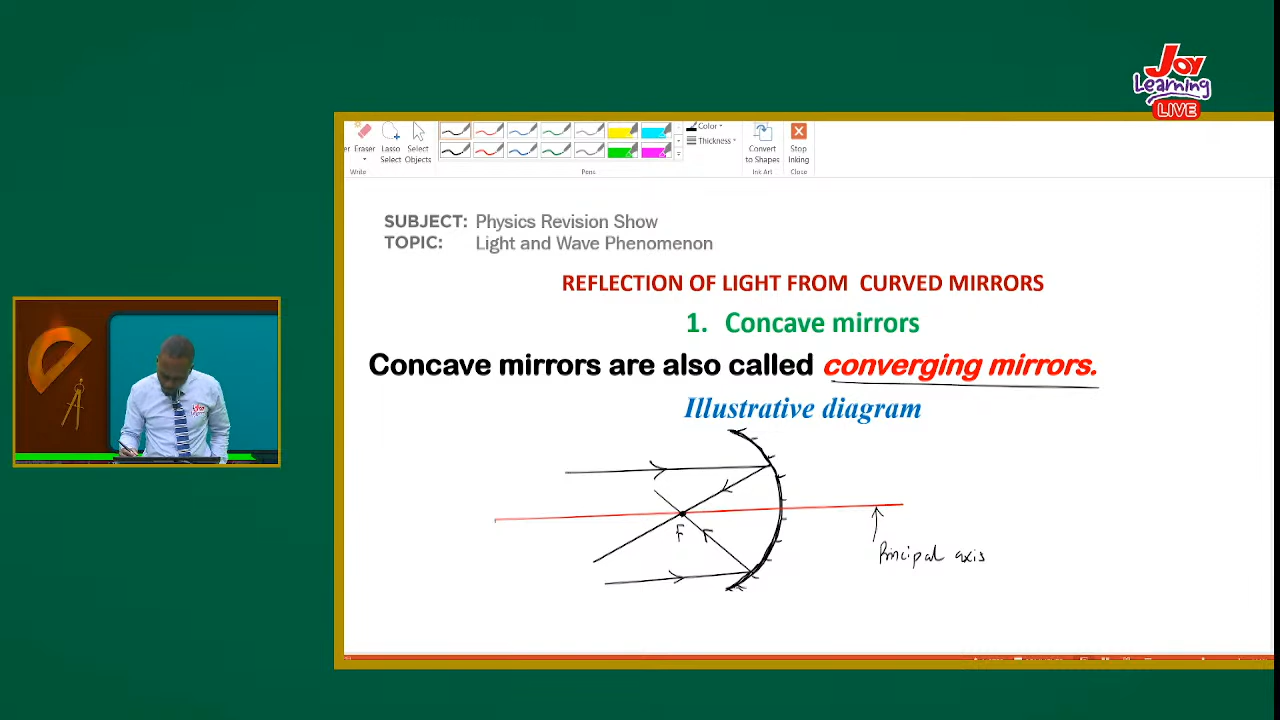 Joy
Learning
LIVE
Eraser
Lasso
Select
Select
Objects
Color
Thickness
Convert
to Shapes
Stop
Inking
Write
Pens
Ink Art
Close
SUBJECT: Physics Revision Show
TOPIC: Light and Wave Phenomenon
REFLECTION OF LIGHT FROM CURVED MIRRORS
1. Concave mirrors
Concave mirrors are also called converging mirrors.
Illustrative diagram
F
Principal axis